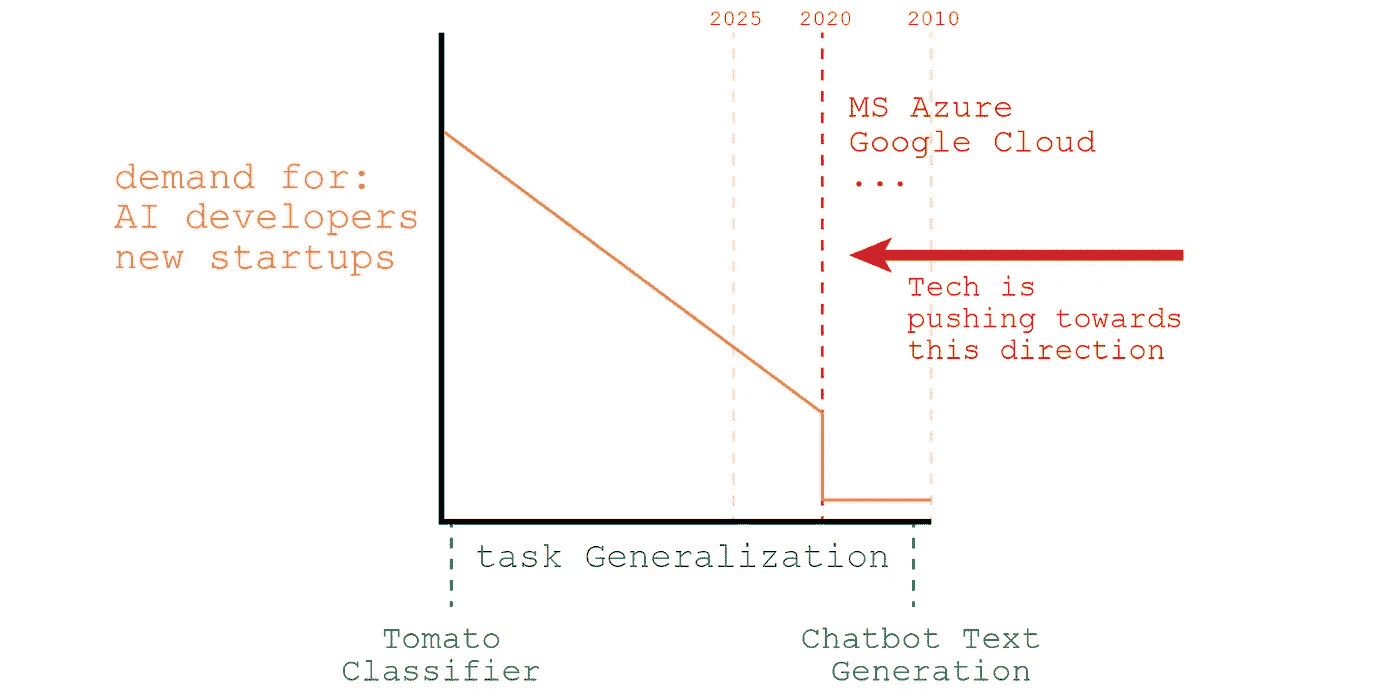 2025 2020 2010
MS Azure
Google Cloud
...
demand for:
AI developers
new startups
Tech is
pushing towards
this direction
task Generalization
Tomato
Classifier
Chatbot Text
Generation